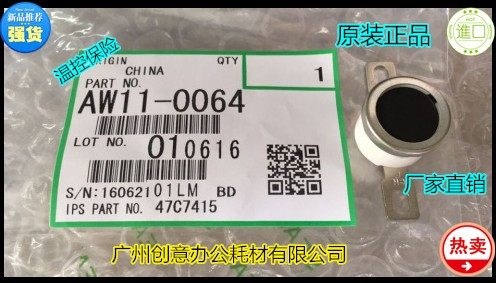 新品推荐
强货
ORIGIN
CHINA
QTY
1
原装正品
進口
温控保险
PART NO.
AW11-0064
LOT NO.
010616
S/N:16062101LM BD
IPS PART NO. 47C7415
厂家直销
广州创意办公耗材有限公司
热卖